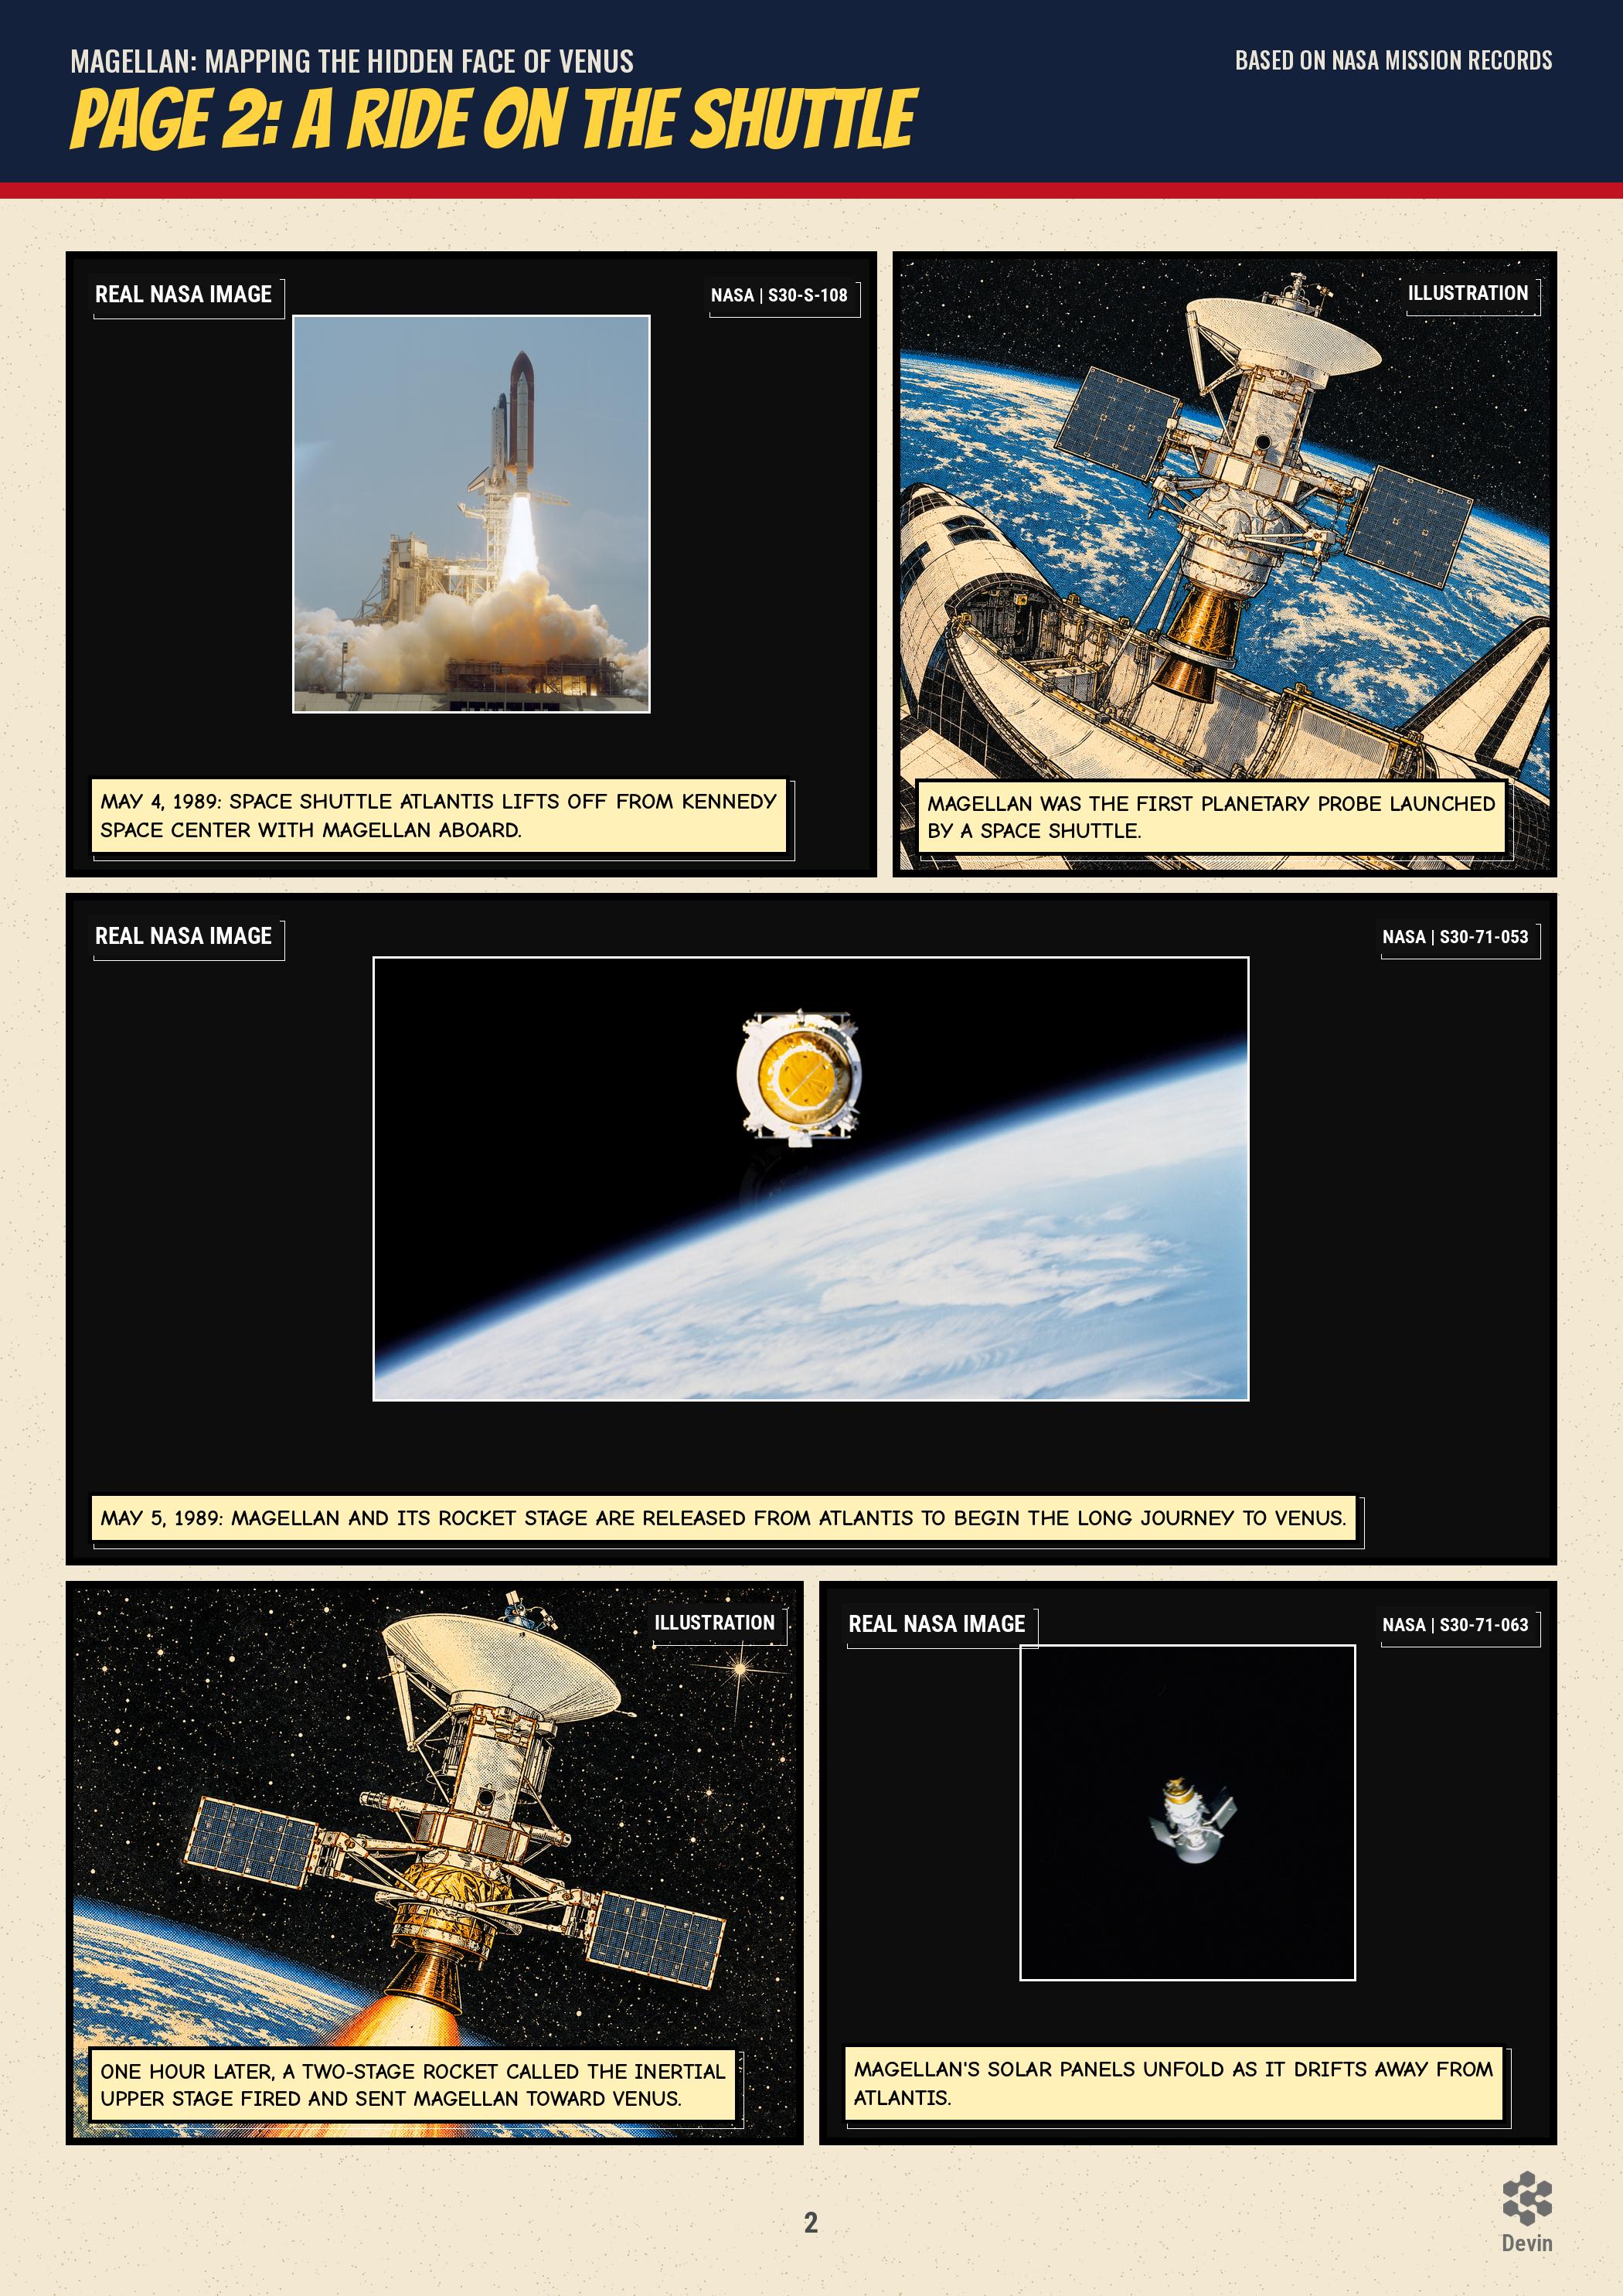 MAGELLAN: MAPPING THE HIDDEN FACE OF VENUS
BASED ON NASA MISSION RECORDS
PAGE 2: A RIDE ON THE SHUTTLE
REAL NASA IMAGE
NASA | S30-S-108
MAY 4, 1989: SPACE SHUTTLE ATLANTIS LIFTS OFF FROM KENNEDY
SPACE CENTER WITH MAGELLAN ABOARD.
ILLUSTRATION
MAGELLAN WAS THE FIRST PLANETARY PROBE LAUNCHED
BY A SPACE SHUTTLE.
REAL NASA IMAGE
NASA | S30-71-053
MAY 5, 1989: MAGELLAN AND ITS ROCKET STAGE ARE RELEASED FROM ATLANTIS TO BEGIN THE LONG JOURNEY TO VENUS.
ILLUSTRATION
ONE HOUR LATER, A TWO-STAGE ROCKET CALLED THE INERTIAL
UPPER STAGE FIRED AND SENT MAGELLAN TOWARD VENUS.
REAL NASA IMAGE
NASA | S30-71-063
MAGELLAN'S SOLAR PANELS UNFOLD AS IT DRIFTS AWAY FROM
ATLANTIS.
2
Devin